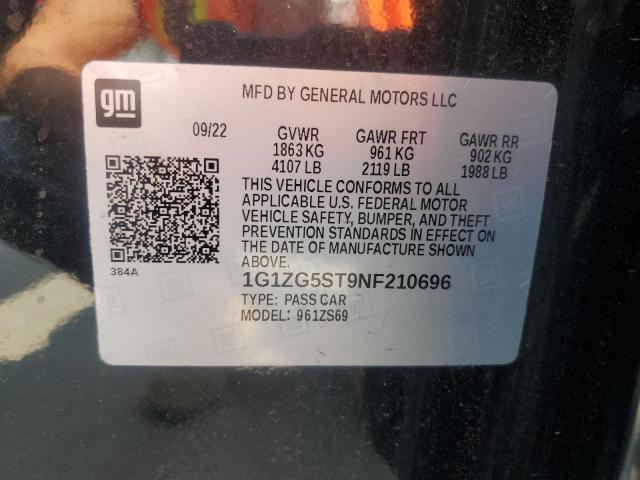 gm
MFD BY GENERAL MOTORS LLC
09/22 GVWR GAWR FRT GAWR RR
1863 KG 961 KG 902 KG
4107 LB 2119 LB 1988 LB
THIS VEHICLE CONFORMS TO ALL
APPLICABLE U.S. FEDERAL MOTOR
VEHICLE SAFETY, BUMPER, AND THEFT
PREVENTION STANDARDS IN EFFECT ON
THE DATE OF MANUFACTURE SHOWN
ABOVE.
384A
1G1ZG5ST9NF210696
TYPE: PASS CAR
MODEL: 961ZS69